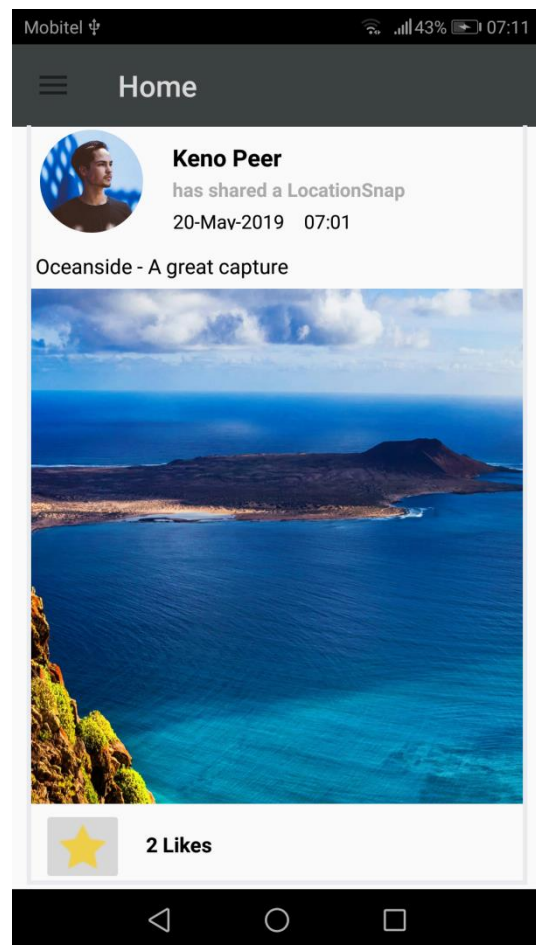 Mobitel 43% 07:11
Home
Keno Peer
has shared a LocationSnap
20-May-2019 07:01
Oceanside - A great capture
2 Likes